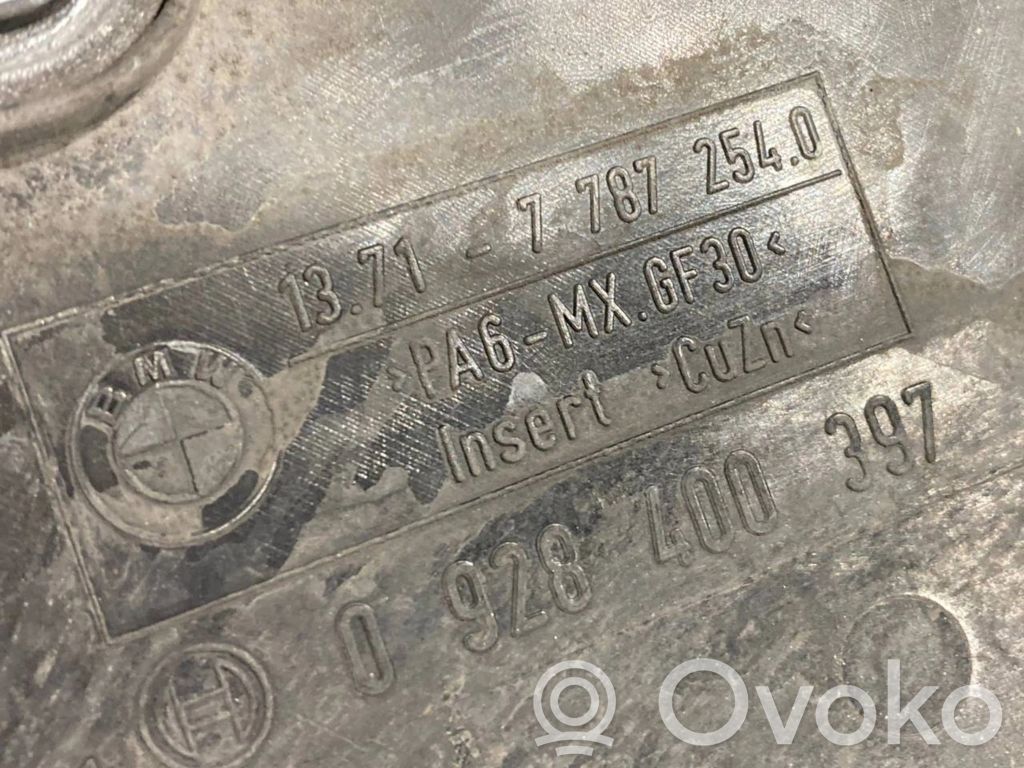 13.71 - 7 787 254.0
>PA6-MX.GF30<
Insert >CuZn<
BMW
0 928 400 397
Ovoko